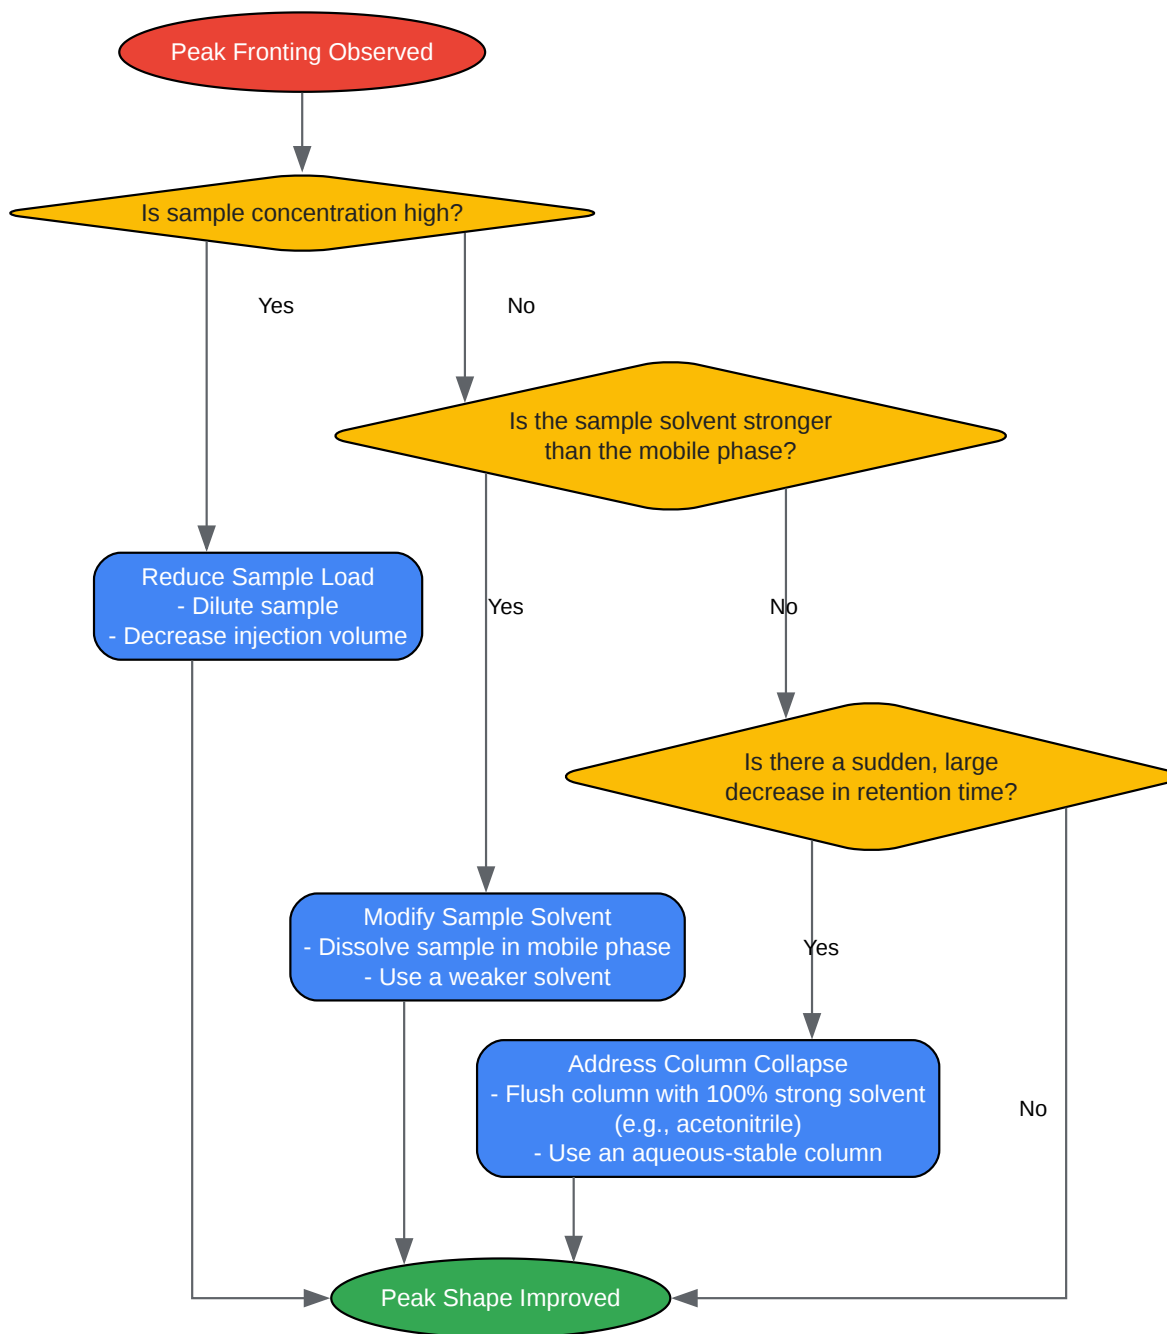 Peak Fronting Observed
Is sample concentration high?
Yes
No
Is the sample solvent stronger
than the mobile phase?
Reduce Sample Load
- Dilute sample
- Decrease injection volume
Yes
No
Is there a sudden, large
decrease in retention time?
Modify Sample Solvent
- Dissolve sample in mobile phase
- Use a weaker solvent
Yes
Address Column Collapse
- Flush column with 100% strong solvent
(e.g., acetonitrile)
- Use an aqueous-stable column
No
Peak Shape Improved